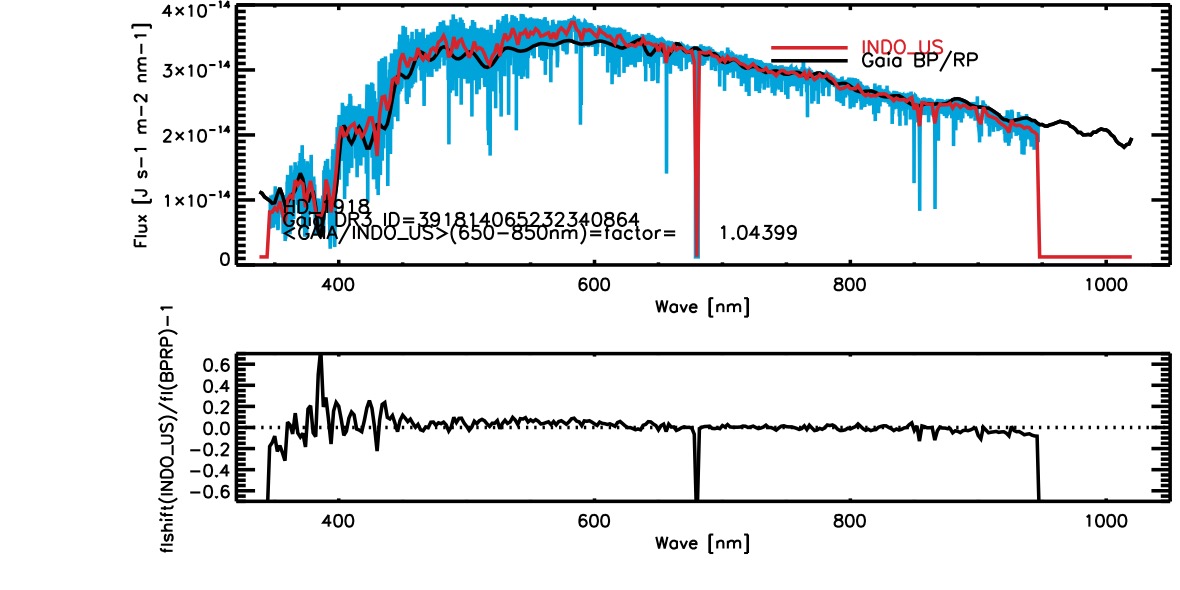 4×10−14
3×10−14
2×10−14
1×10−14
0
Flux [J s−1 m−2 nm−1]
INDO_US
Gaia BP/RP
Gaia DR3 ID=3918140652323​40864
<GAIA/INDO_US>(650−850nm)=factor= 1.04399
400 600 800 1000
Wave [nm]
flshift(INDO_US)/fl(BPRP)−1
0.6
0.4
0.2
0.0
−0.2
−0.4
−0.6
400 600 800 1000
Wave [nm]